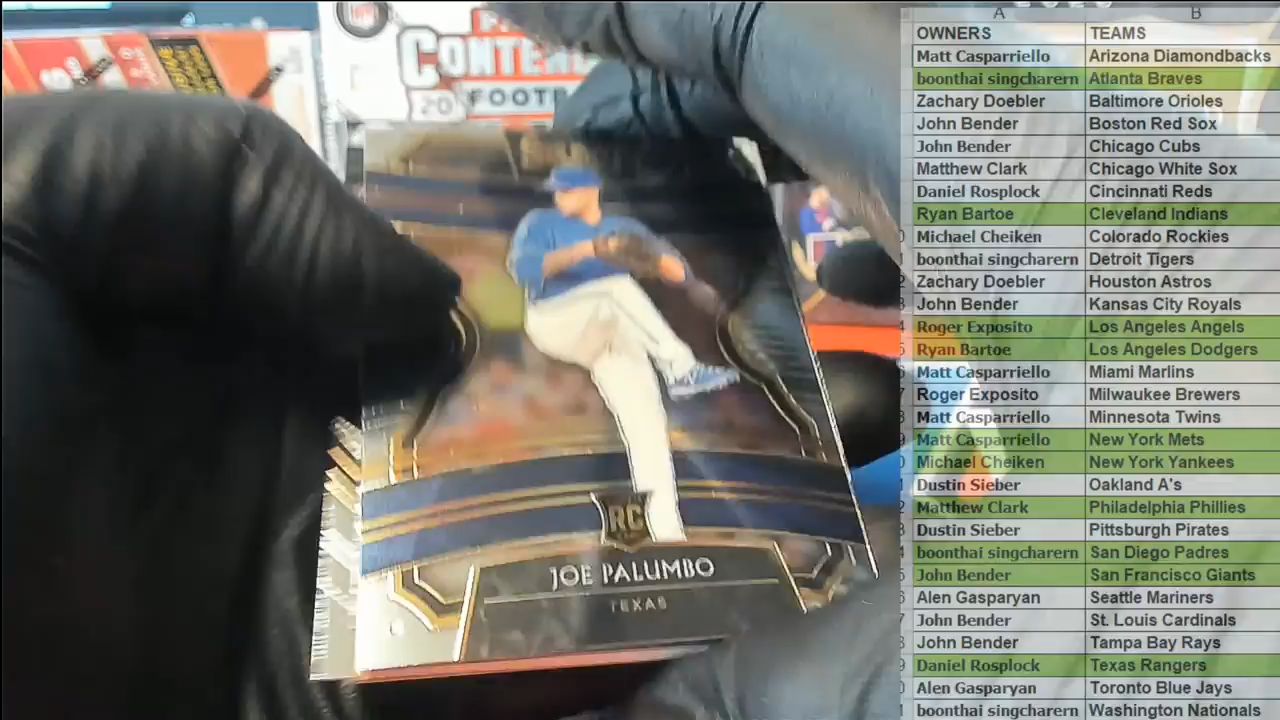 CONTEN
20
FOOTB
RC
JOE PALUMBO
TEXAS
A B
OWNERS TEAMS
Matt Casparriello Arizona Diamondbacks
boonthai singcharern Atlanta Braves
Zachary Doebler Baltimore Orioles
John Bender Boston Red Sox
John Bender Chicago Cubs
Matthew Clark Chicago White Sox
Daniel Rosplock Cincinnati Reds
Ryan Bartoe Cleveland Indians
Michael Cheiken Colorado Rockies
boonthai singcharern Detroit Tigers
Zachary Doebler Houston Astros
John Bender Kansas City Royals
Roger Exposito Los Angeles Angels
Ryan Bartoe Los Angeles Dodgers
Matt Casparriello Miami Marlins
Roger Exposito Milwaukee Brewers
Matt Casparriello Minnesota Twins
Matt Casparriello New York Mets
Michael Cheiken New York Yankees
Dustin Sieber Oakland A's
Matthew Clark Philadelphia Phillies
Dustin Sieber Pittsburgh Pirates
boonthai singcharern San Diego Padres
John Bender San Francisco Giants
Alen Gasparyan Seattle Mariners
John Bender St. Louis Cardinals
John Bender Tampa Bay Rays
Daniel Rosplock Texas Rangers
Alen Gasparyan Toronto Blue Jays
boonthai singcharern Washington Nationals